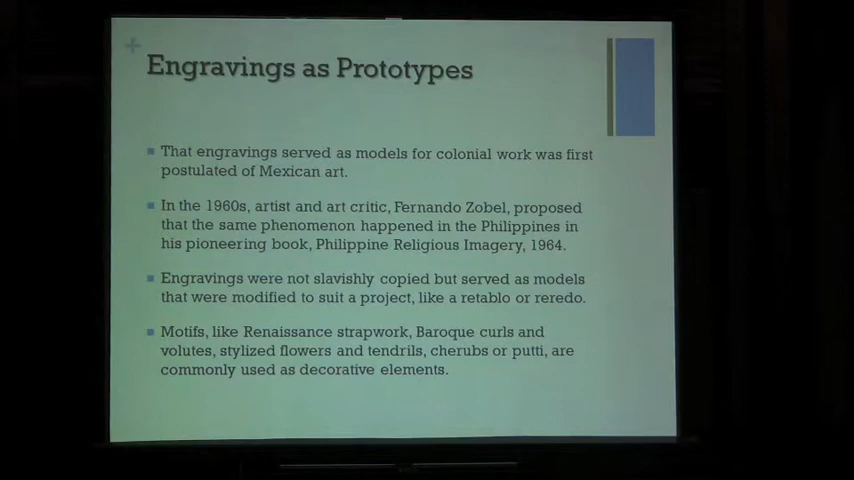 Engravings as Prototypes
That engravings served as models for colonial work was first
postulated of Mexican art.
In the 1960s, artist and art critic, Fernando Zobel, proposed
that the same phenomenon happened in the Philippines in
his pioneering book, Philippine Religious Imagery, 1964.
Engravings were not slavishly copied but served as models
that were modified to suit a project, like a retablo or reredo.
Motifs, like Renaissance strapwork, Baroque curls and
volutes, stylized flowers and tendrils, cherubs or putti, are
commonly used as decorative elements.